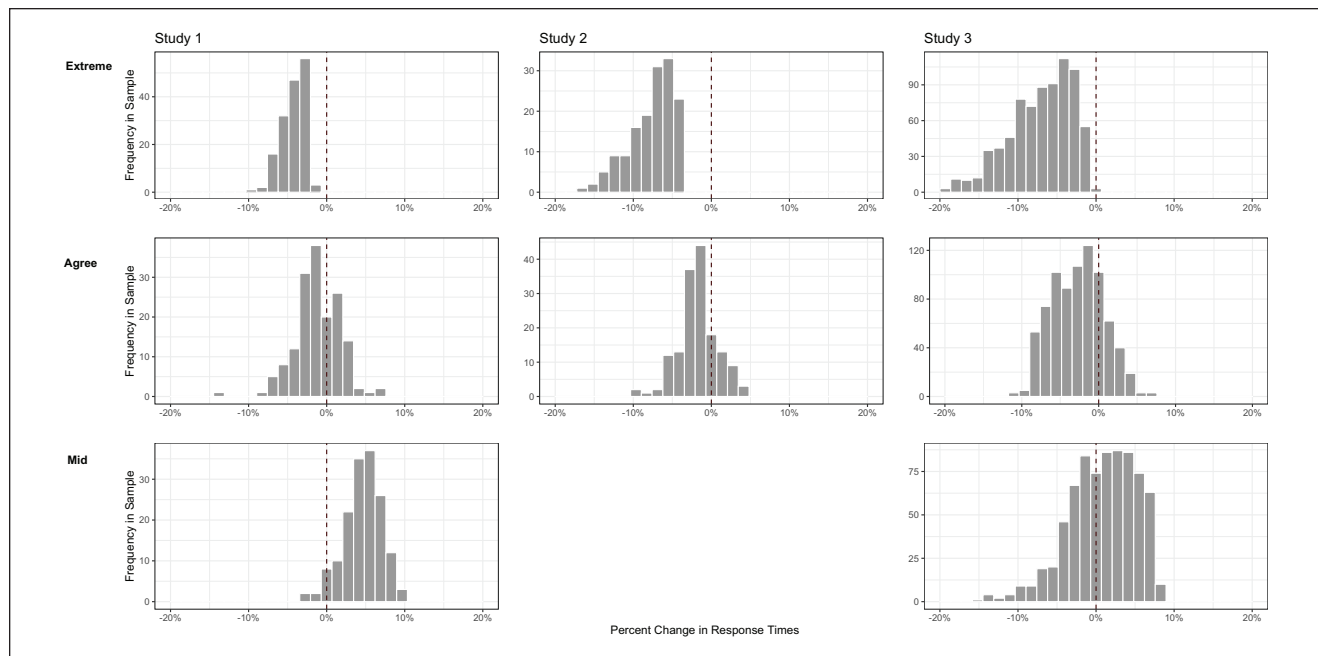 Study 1 Study 2 Study 3
Extreme
Frequency in Sample
40
20
0
-20% -10% 0% 10% 20%
30
20
10
0
-20% -10% 0% 10% 20%
90
60
30
0
-20% -10% 0% 10% 20%
Agree
Frequency in Sample
30
20
10
0
-20% -10% 0% 10% 20%
40
30
20
10
0
-20% -10% 0% 10% 20%
120
80
40
0
-20% -10% 0% 10% 20%
Mid
Frequency in Sample
30
20
10
0
-20% -10% 0% 10% 20%
75
50
25
0
-20% -10% 0% 10% 20%
Percent Change in Response Times